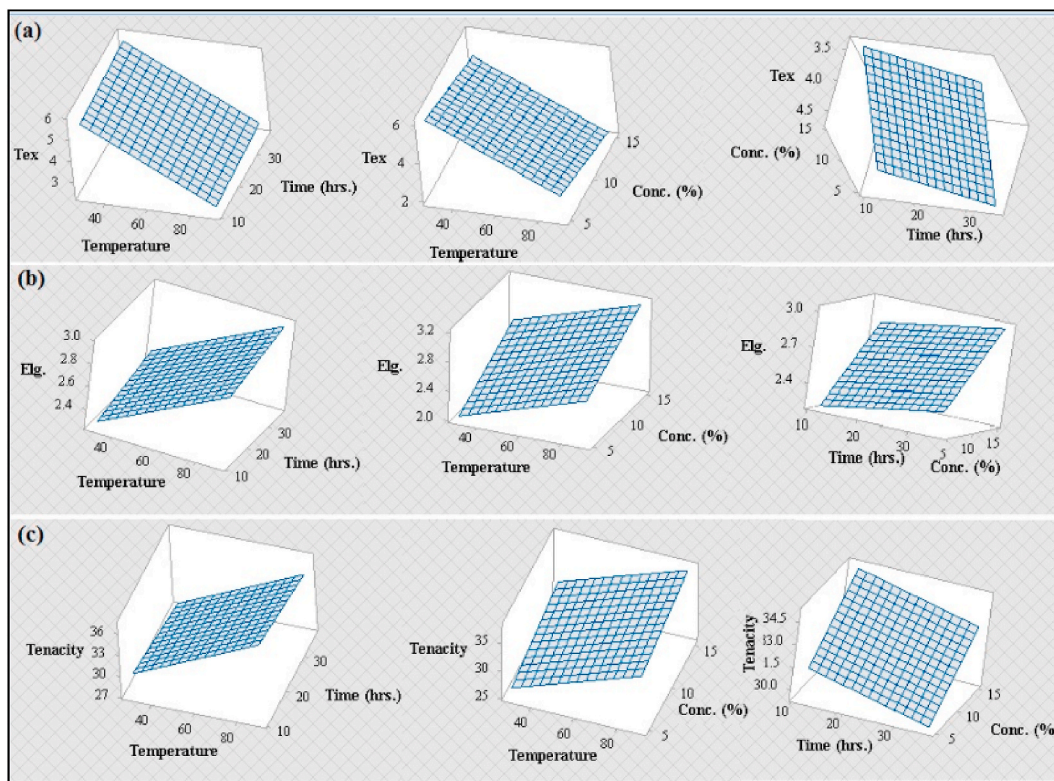 (a)
6
5
Tex
4
3
40
60
80
Temperature
10
20
30
Time (hrs.)
6
Tex
4
2
40
60
80
Temperature
5
10
15
Conc. (%)
3.5
Tex
4.0
4.5
15
Conc. (%)
10
5
10
20
30
Time (hrs.)
(b)
3.0
2.8
Elg.
2.6
2.4
40
60
80
Temperature
10
20
30
Time (hrs.)
3.2
2.8
Elg.
2.4
2.0
40
60
80
Temperature
5
10
15
Conc. (%)
3.0
2.7
Elg.
2.4
10
20
30
Time (hrs.)
5
10
15
Conc. (%)
(c)
36
33
Tenacity
30
27
40
60
80
Temperature
10
20
30
Time (hrs.)
35
Tenacity
30
25
40
60
80
Temperature
5
10
15
Conc. (%)
34.5
13.0
Tenacity
1.5
30.0
10
20
30
Time (hrs.)
5
10
15
Conc. (%)